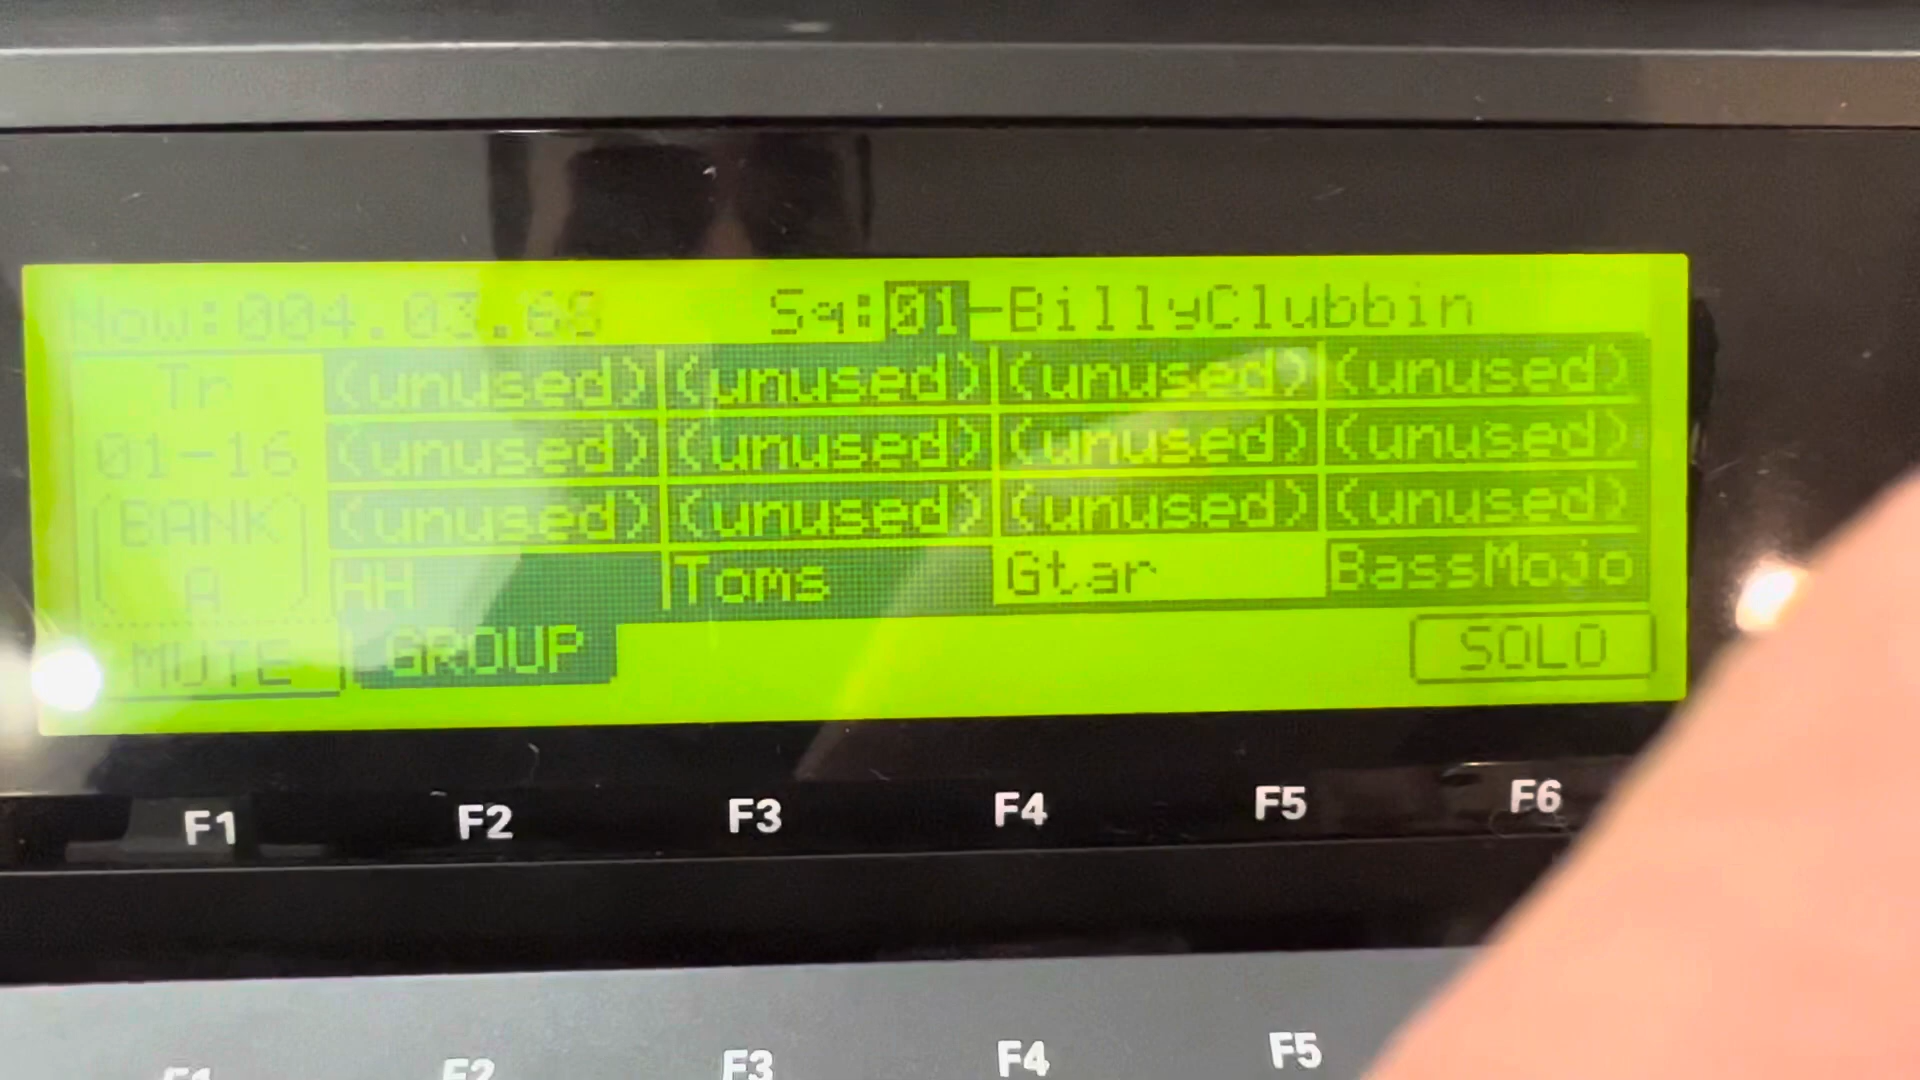 Now:004.03.68 Sq:01-BillyClubbin
Tr (unused) (unused) (unused) (unused)
01-16 (unused) (unused) (unused) (unused)
(BANK (unused) (unused) (unused) (unused)
A) HH Toms Gtar BassMojo
MUTE GROUP SOLO
F1 F2 F3 F4 F5 F6
F1 F2 F3 F4 F5